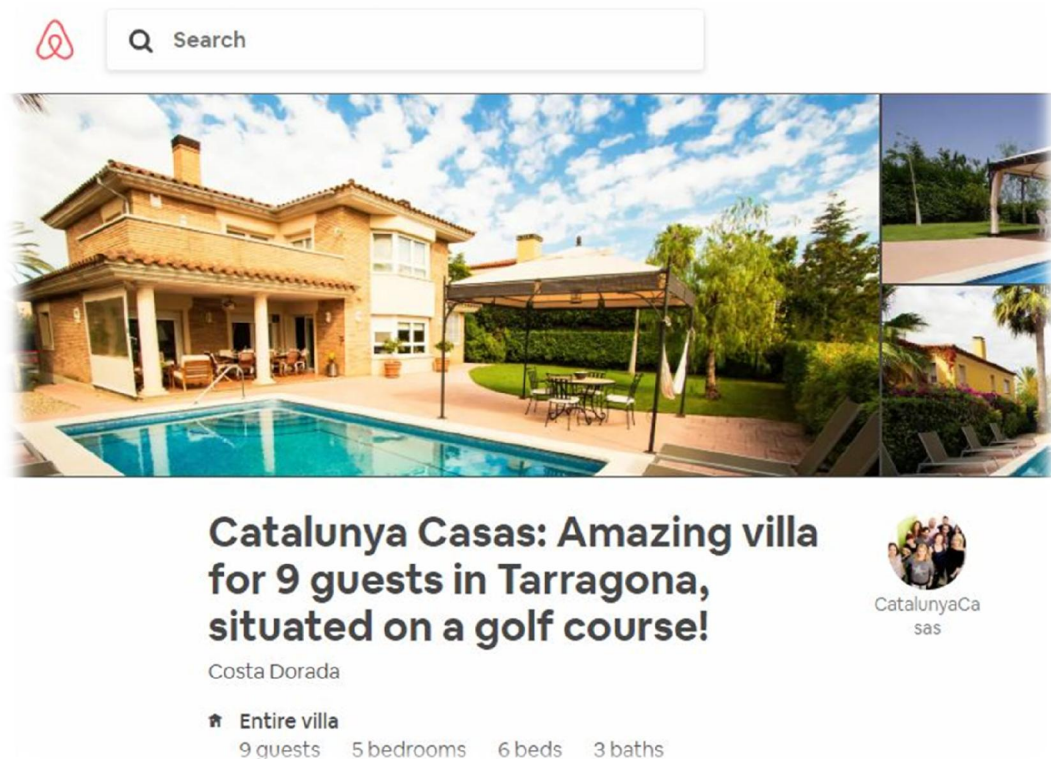 Search
Catalunya Casas: Amazing villa
for 9 guests in Tarragona,
situated on a golf course!
CatalunyaCa
sas
Costa Dorada
Entire villa
9 guests 5 bedrooms 6 beds 3 baths